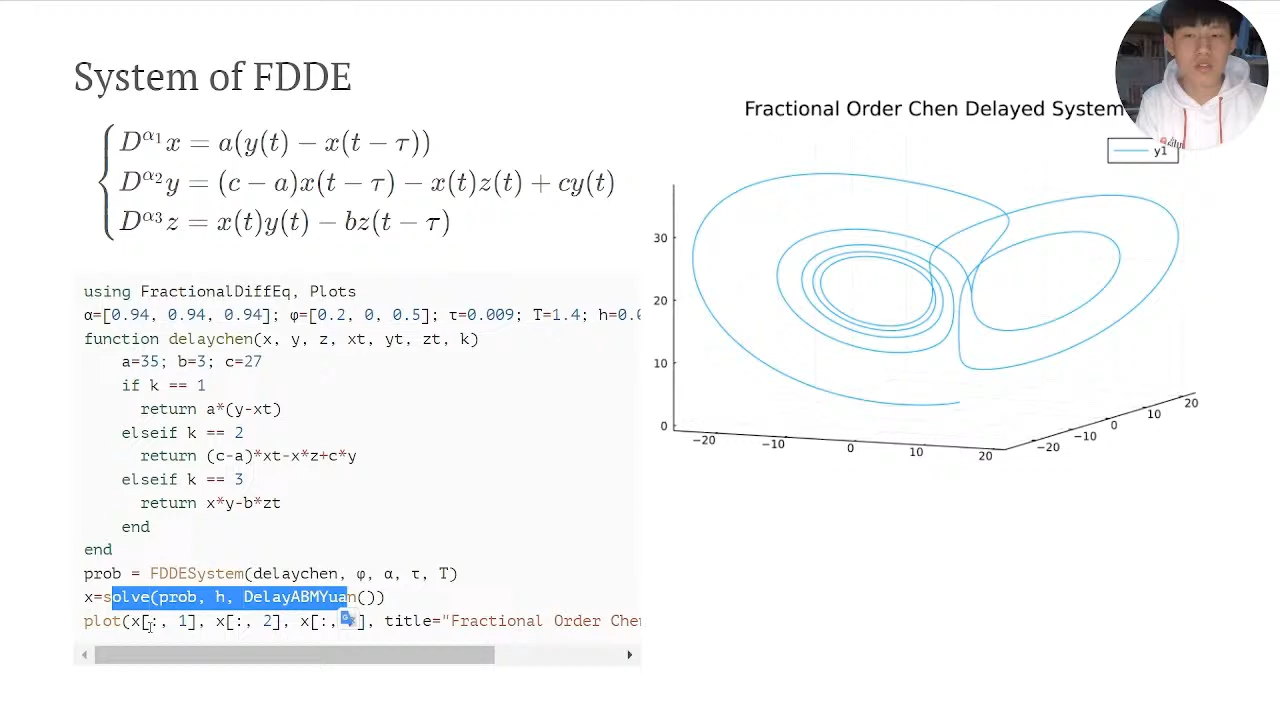 System of FDDE
D^{α₁}x = a(y(t) − x(t − τ))
D^{α₂}y = (c − a)x(t − τ) − x(t)z(t) + cy(t)
D^{α₃}z = x(t)y(t) − bz(t − τ)
using FractionalDiffEq, Plots
α=[0.94, 0.94, 0.94]; φ=[0.2, 0, 0.5]; τ=0.009; T=1.4; h=0.0
function delaychen(x, y, z, xt, yt, zt, k)
    a=35; b=3; c=27
    if k == 1
      return a*(y-xt)
    elseif k == 2
      return (c-a)*xt-x*z+c*y
    elseif k == 3
      return x*y-b*zt
    end
end
prob = FDDESystem(delaychen, φ, α, τ, T)
x=solve(prob, h, DelayABMYuan())
plot(x[:, 1], x[:, 2], x[:, ], title="Fractional Order Chen
Fractional Order Chen Delayed System
y1
30
20
10
0
−20 −10 0 10 20
−20 −10 0 10 20